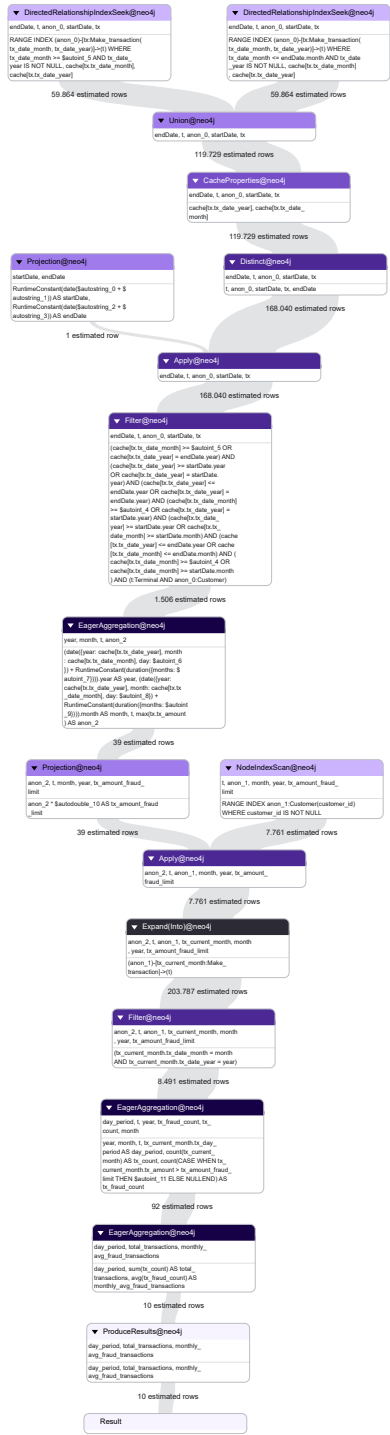 ▼ DirectedRelationshipIndexSeek@neo4j
endDate, t, anon_0, startDate, tx
RANGE INDEX (anon_0)-[tx:Make_transaction(
tx_date_month, tx_date_year)]->(t) WHERE
tx_date_month >= $autoint_5 AND tx_date_
year IS NOT NULL, cache[tx.tx_date_month],
cache[tx.tx_date_year]
59.864 estimated rows
▼ DirectedRelationshipIndexSeek@neo4j
endDate, t, anon_0, startDate, tx
RANGE INDEX (anon_0)-[tx:Make_transaction(
tx_date_month, tx_date_year)]->(t) WHERE
tx_date_month <= endDate.month AND tx_date
_year IS NOT NULL, cache[tx.tx_date_month]
, cache[tx.tx_date_year]
59.864 estimated rows
▼ Union@neo4j
endDate, t, anon_0, startDate, tx
119.729 estimated rows
▼ CacheProperties@neo4j
endDate, t, anon_0, startDate, tx
cache[tx.tx_date_year], cache[tx.tx_date_
month]
119.729 estimated rows
▼ Projection@neo4j
startDate, endDate
RuntimeConstant(date($autostring_0 + $
autostring_1)) AS startDate,
RuntimeConstant(date($autostring_2 + $
autostring_3)) AS endDate
1 estimated row
▼ Distinct@neo4j
endDate, t, anon_0, startDate, tx
t, anon_0, startDate, tx, endDate
168.040 estimated rows
▼ Apply@neo4j
endDate, t, anon_0, startDate, tx
168.040 estimated rows
▼ Filter@neo4j
endDate, t, anon_0, startDate, tx
(cache[tx.tx_date_month] >= $autoint_5 OR
cache[tx.tx_date_year] = endDate.year) AND
(cache[tx.tx_date_year] >= startDate.year
OR cache[tx.tx_date_year] = startDate.
year) AND (cache[tx.tx_date_year] <=
endDate.year OR cache[tx.tx_date_year] =
endDate.year) AND (cache[tx.tx_date_month]
>= $autoint_4 OR cache[tx.tx_date_year] =
startDate.year) AND (cache[tx.tx_date_
year] >= startDate.year OR cache[tx.tx_
date_month] >= startDate.month) AND (cache
[tx.tx_date_year] <= endDate.year OR cache
[tx.tx_date_month] <= endDate.month) AND (
cache[tx.tx_date_month] >= $autoint_4 OR
cache[tx.tx_date_month] >= startDate.month
) AND (t:Terminal AND anon_0:Customer)
1.506 estimated rows
▼ EagerAggregation@neo4j
year, month, t, anon_2
(date({year: cache[tx.tx_date_year], month
: cache[tx.tx_date_month], day: $autoint_6
}) + RuntimeConstant(duration({months: $
autoint_7}))).year AS year, (date({year:
cache[tx.tx_date_year], month: cache[tx.tx
_date_month], day: $autoint_8}) +
RuntimeConstant(duration({months: $autoint
_9}))).month AS month, t, max(tx.tx_amount
) AS anon_2
39 estimated rows
▼ Projection@neo4j
anon_2, t, month, year, tx_amount_fraud_
limit
anon_2 * $autodouble_10 AS tx_amount_fraud
_limit
39 estimated rows
▼ NodeIndexScan@neo4j
t, anon_1, month, year, tx_amount_fraud_
limit
RANGE INDEX anon_1:Customer(customer_id)
WHERE customer_id IS NOT NULL
7.761 estimated rows
▼ Apply@neo4j
anon_2, t, anon_1, month, year, tx_amount_
fraud_limit
7.761 estimated rows
▼ Expand(Into)@neo4j
anon_2, t, anon_1, tx_current_month, month
, year, tx_amount_fraud_limit
(anon_1)-[tx_current_month:Make_
transaction]->(t)
203.787 estimated rows
▼ Filter@neo4j
anon_2, t, anon_1, tx_current_month, month
, year, tx_amount_fraud_limit
(tx_current_month.tx_date_month = month
AND tx_current_month.tx_date_year = year)
8.491 estimated rows
▼ EagerAggregation@neo4j
day_period, t, year, tx_fraud_count, tx_
count, month
year, month, t, tx_current_month.tx_day_
period AS day_period, count(tx_current_
month) AS tx_count, count(CASE WHEN tx_
current_month.tx_amount > tx_amount_fraud_
limit THEN $autoint_11 ELSE NULLEND) AS
tx_fraud_count
92 estimated rows
▼ EagerAggregation@neo4j
day_period, total_transactions, monthly_
avg_fraud_transactions
day_period, sum(tx_count) AS total_
transactions, avg(tx_fraud_count) AS
monthly_avg_fraud_transactions
10 estimated rows
▼ ProduceResults@neo4j
day_period, total_transactions, monthly_
avg_fraud_transactions
day_period, total_transactions, monthly_
avg_fraud_transactions
10 estimated rows
Result